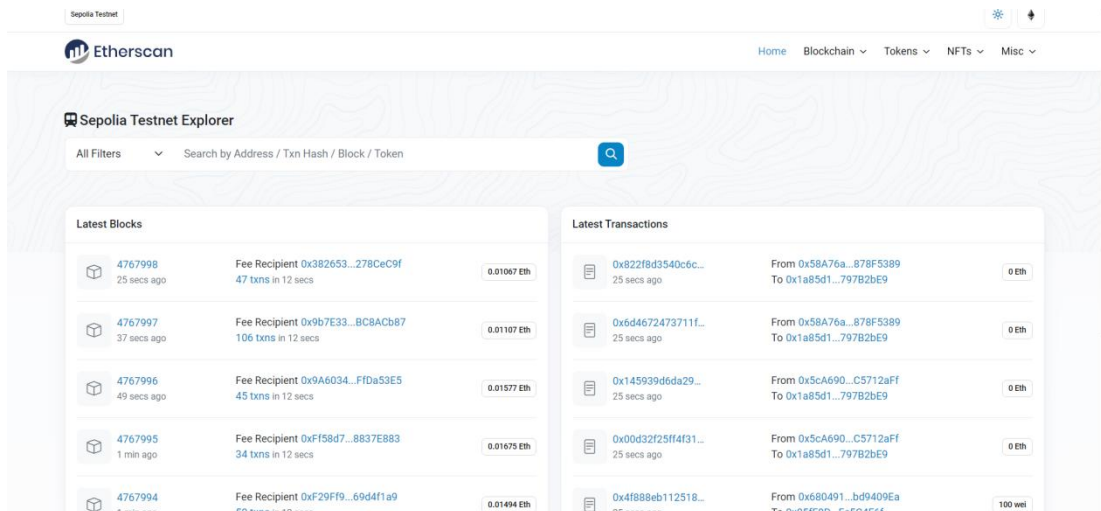 Sepolia Testnet
Etherscan
Home Blockchain Tokens NFTs Misc
Sepolia Testnet Explorer
All Filters Search by Address / Txn Hash / Block / Token
Latest Blocks
4767998 Fee Recipient 0x382653...278CeC9f
25 secs ago 47 txns in 12 secs 0.01067 Eth
4767997 Fee Recipient 0x9b7E33...BC8ACb87
37 secs ago 106 txns in 12 secs 0.01107 Eth
4767996 Fee Recipient 0x9A6034...FfDa53E5
49 secs ago 45 txns in 12 secs 0.01577 Eth
4767995 Fee Recipient 0xFf58d7...8837E883
1 min ago 34 txns in 12 secs 0.01675 Eth
4767994 Fee Recipient 0xF29Ff9...69d4f1a9
0.01494 Eth
Latest Transactions
0x822f8d3540c6c... From 0x58A76a...878F5389
25 secs ago To 0x1a85d1...797B2bE9 0 Eth
0x6d4672473711f... From 0x58A76a...878F5389
25 secs ago To 0x1a85d1...797B2bE9 0 Eth
0x145939d6da29... From 0x5cA690...C5712aFf
25 secs ago To 0x1a85d1...797B2bE9 0 Eth
0x00d32f25ff4f31... From 0x5cA690...C5712aFf
25 secs ago To 0x1a85d1...797B2bE9 0 Eth
0x4f888eb112518... From 0x680491...bd9409Ea
100 wei